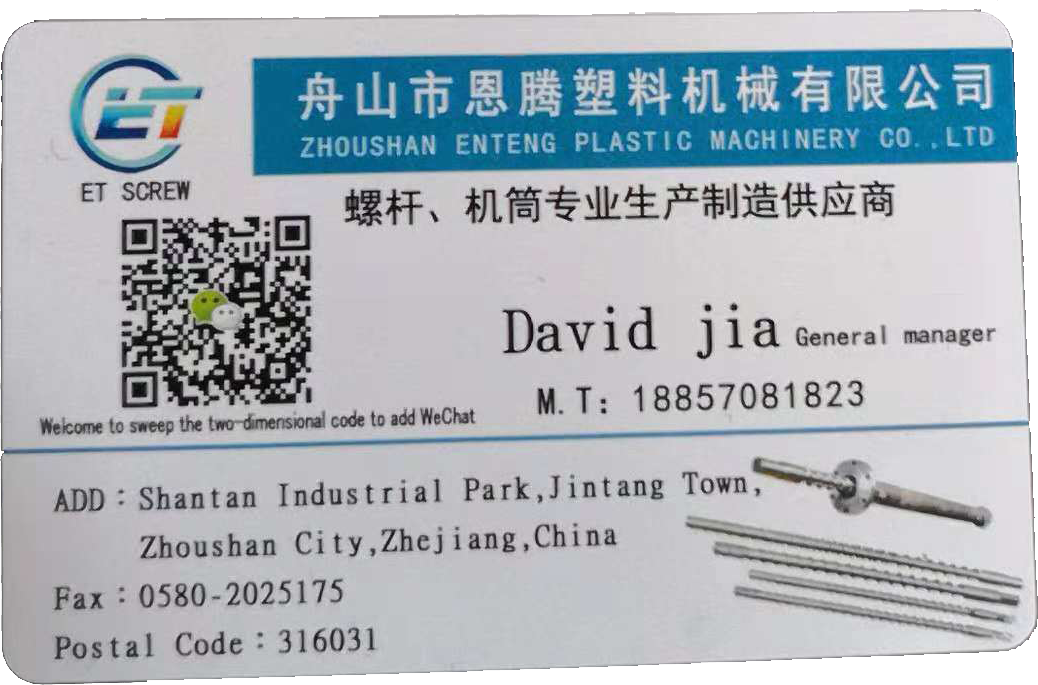 ET
舟山市恩腾塑料机械有限公司
ZHOUSHAN ENTENG PLASTIC MACHINERY CO.,LTD
ET SCREW
螺杆、机筒专业生产制造供应商
David jia General manager
M.T: 18857081823
Welcome to sweep the two-dimensional code to add WeChat
ADD：Shantan Industrial Park,Jintang Town,
Zhoushan City,Zhejiang,China
Fax：0580-2025175
Postal Code：316031